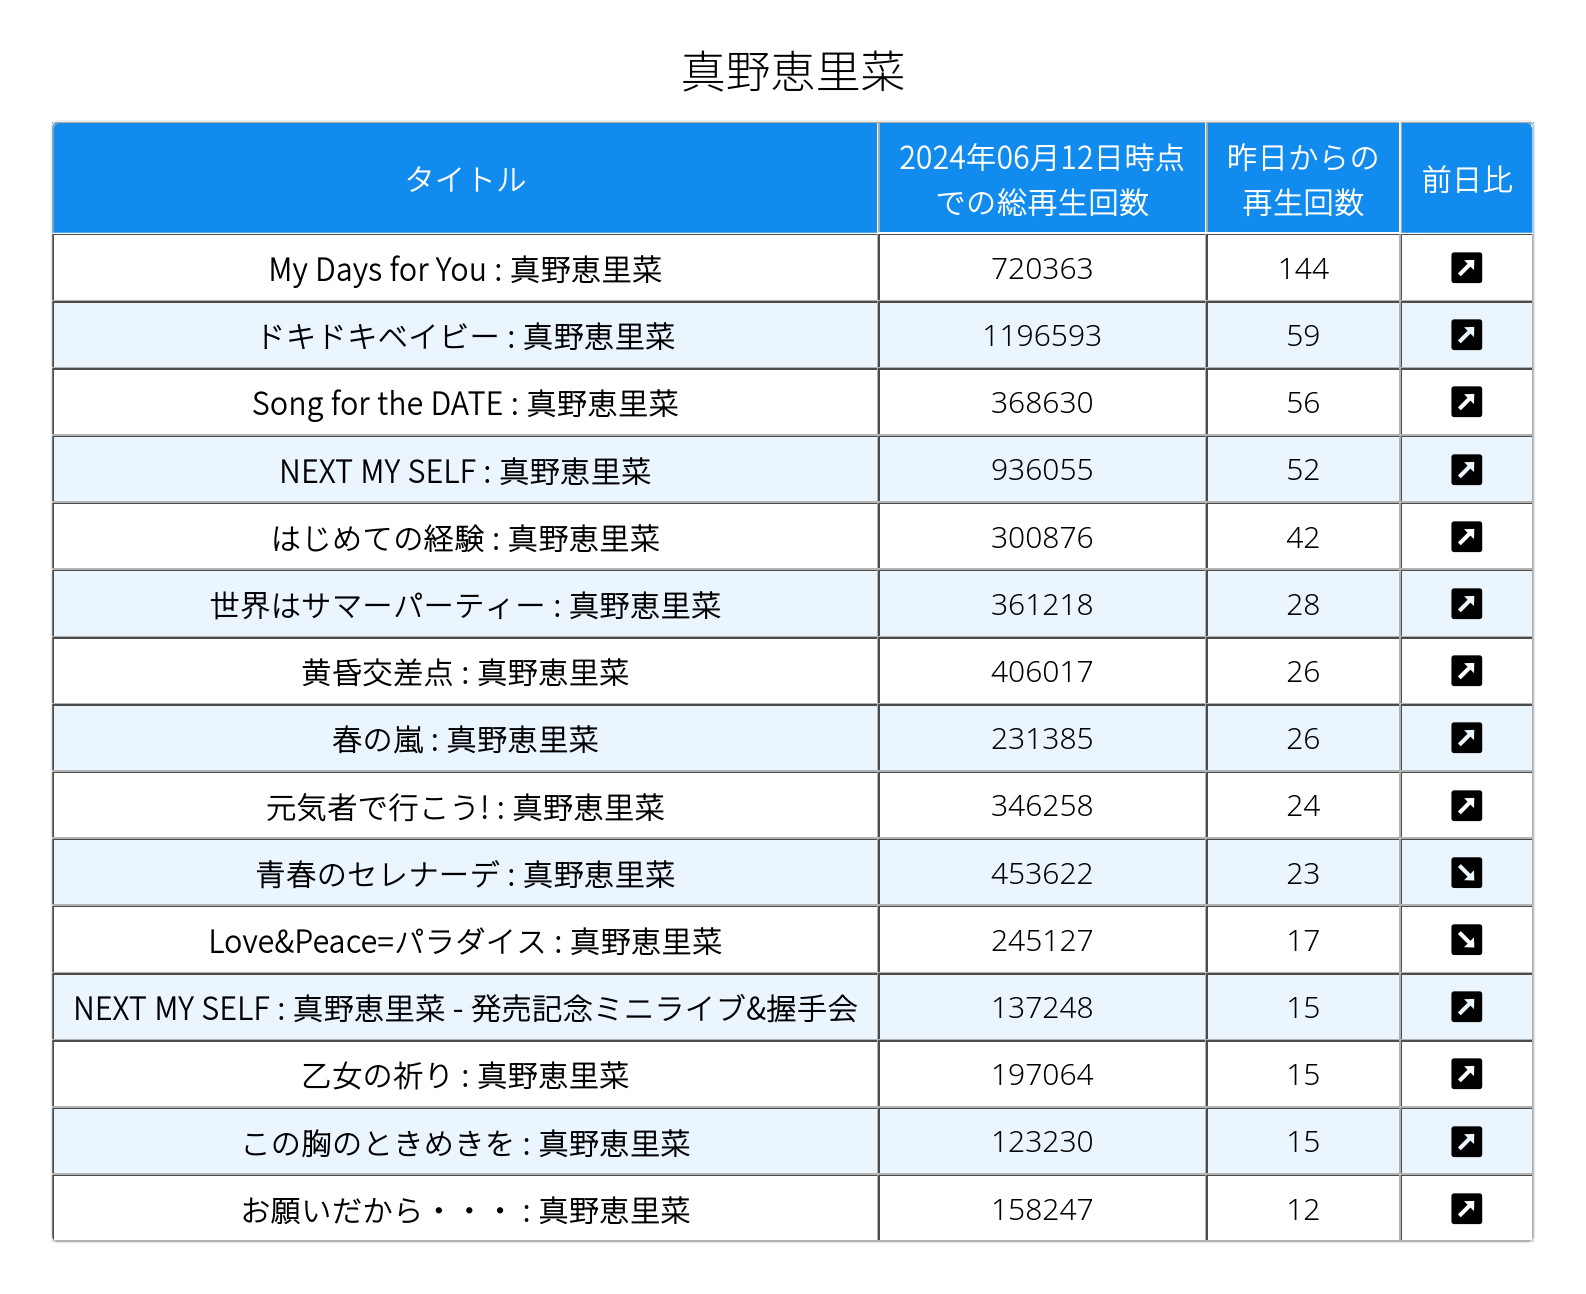 真野恵里菜
タイトル
2024年06月12日時点
での総再生回数
昨日からの
再生回数
前日比
My Days for You : 真野恵里菜 720363 144
ドキドキベイビー : 真野恵里菜 1196593 59
Song for the DATE : 真野恵里菜 368630 56
NEXT MY SELF : 真野恵里菜 936055 52
はじめての経験 : 真野恵里菜 300876 42
世界はサマーパーティー : 真野恵里菜 361218 28
黄昏交差点 : 真野恵里菜 406017 26
春の嵐 : 真野恵里菜 231385 26
元気者で行こう! : 真野恵里菜 346258 24
青春のセレナーデ : 真野恵里菜 453622 23
Love&Peace=パラダイス : 真野恵里菜 245127 17
NEXT MY SELF : 真野恵里菜 - 発売記念ミニライブ&握手会 137248 15
乙女の祈り : 真野恵里菜 197064 15
この胸のときめきを : 真野恵里菜 123230 15
お願いだから・・・ : 真野恵里菜 158247 12